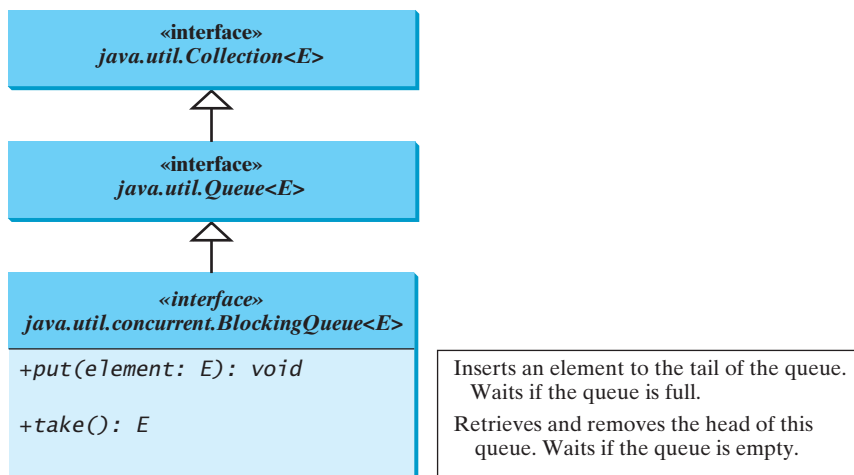 «interface»
java.util.Collection<E>
«interface»
java.util.Queue<E>
«interface»
java.util.concurrent.BlockingQueue<E>
+put(element: E): void
+take(): E
Inserts an element to the tail of the queue.
Waits if the queue is full.
Retrieves and removes the head of this
queue. Waits if the queue is empty.